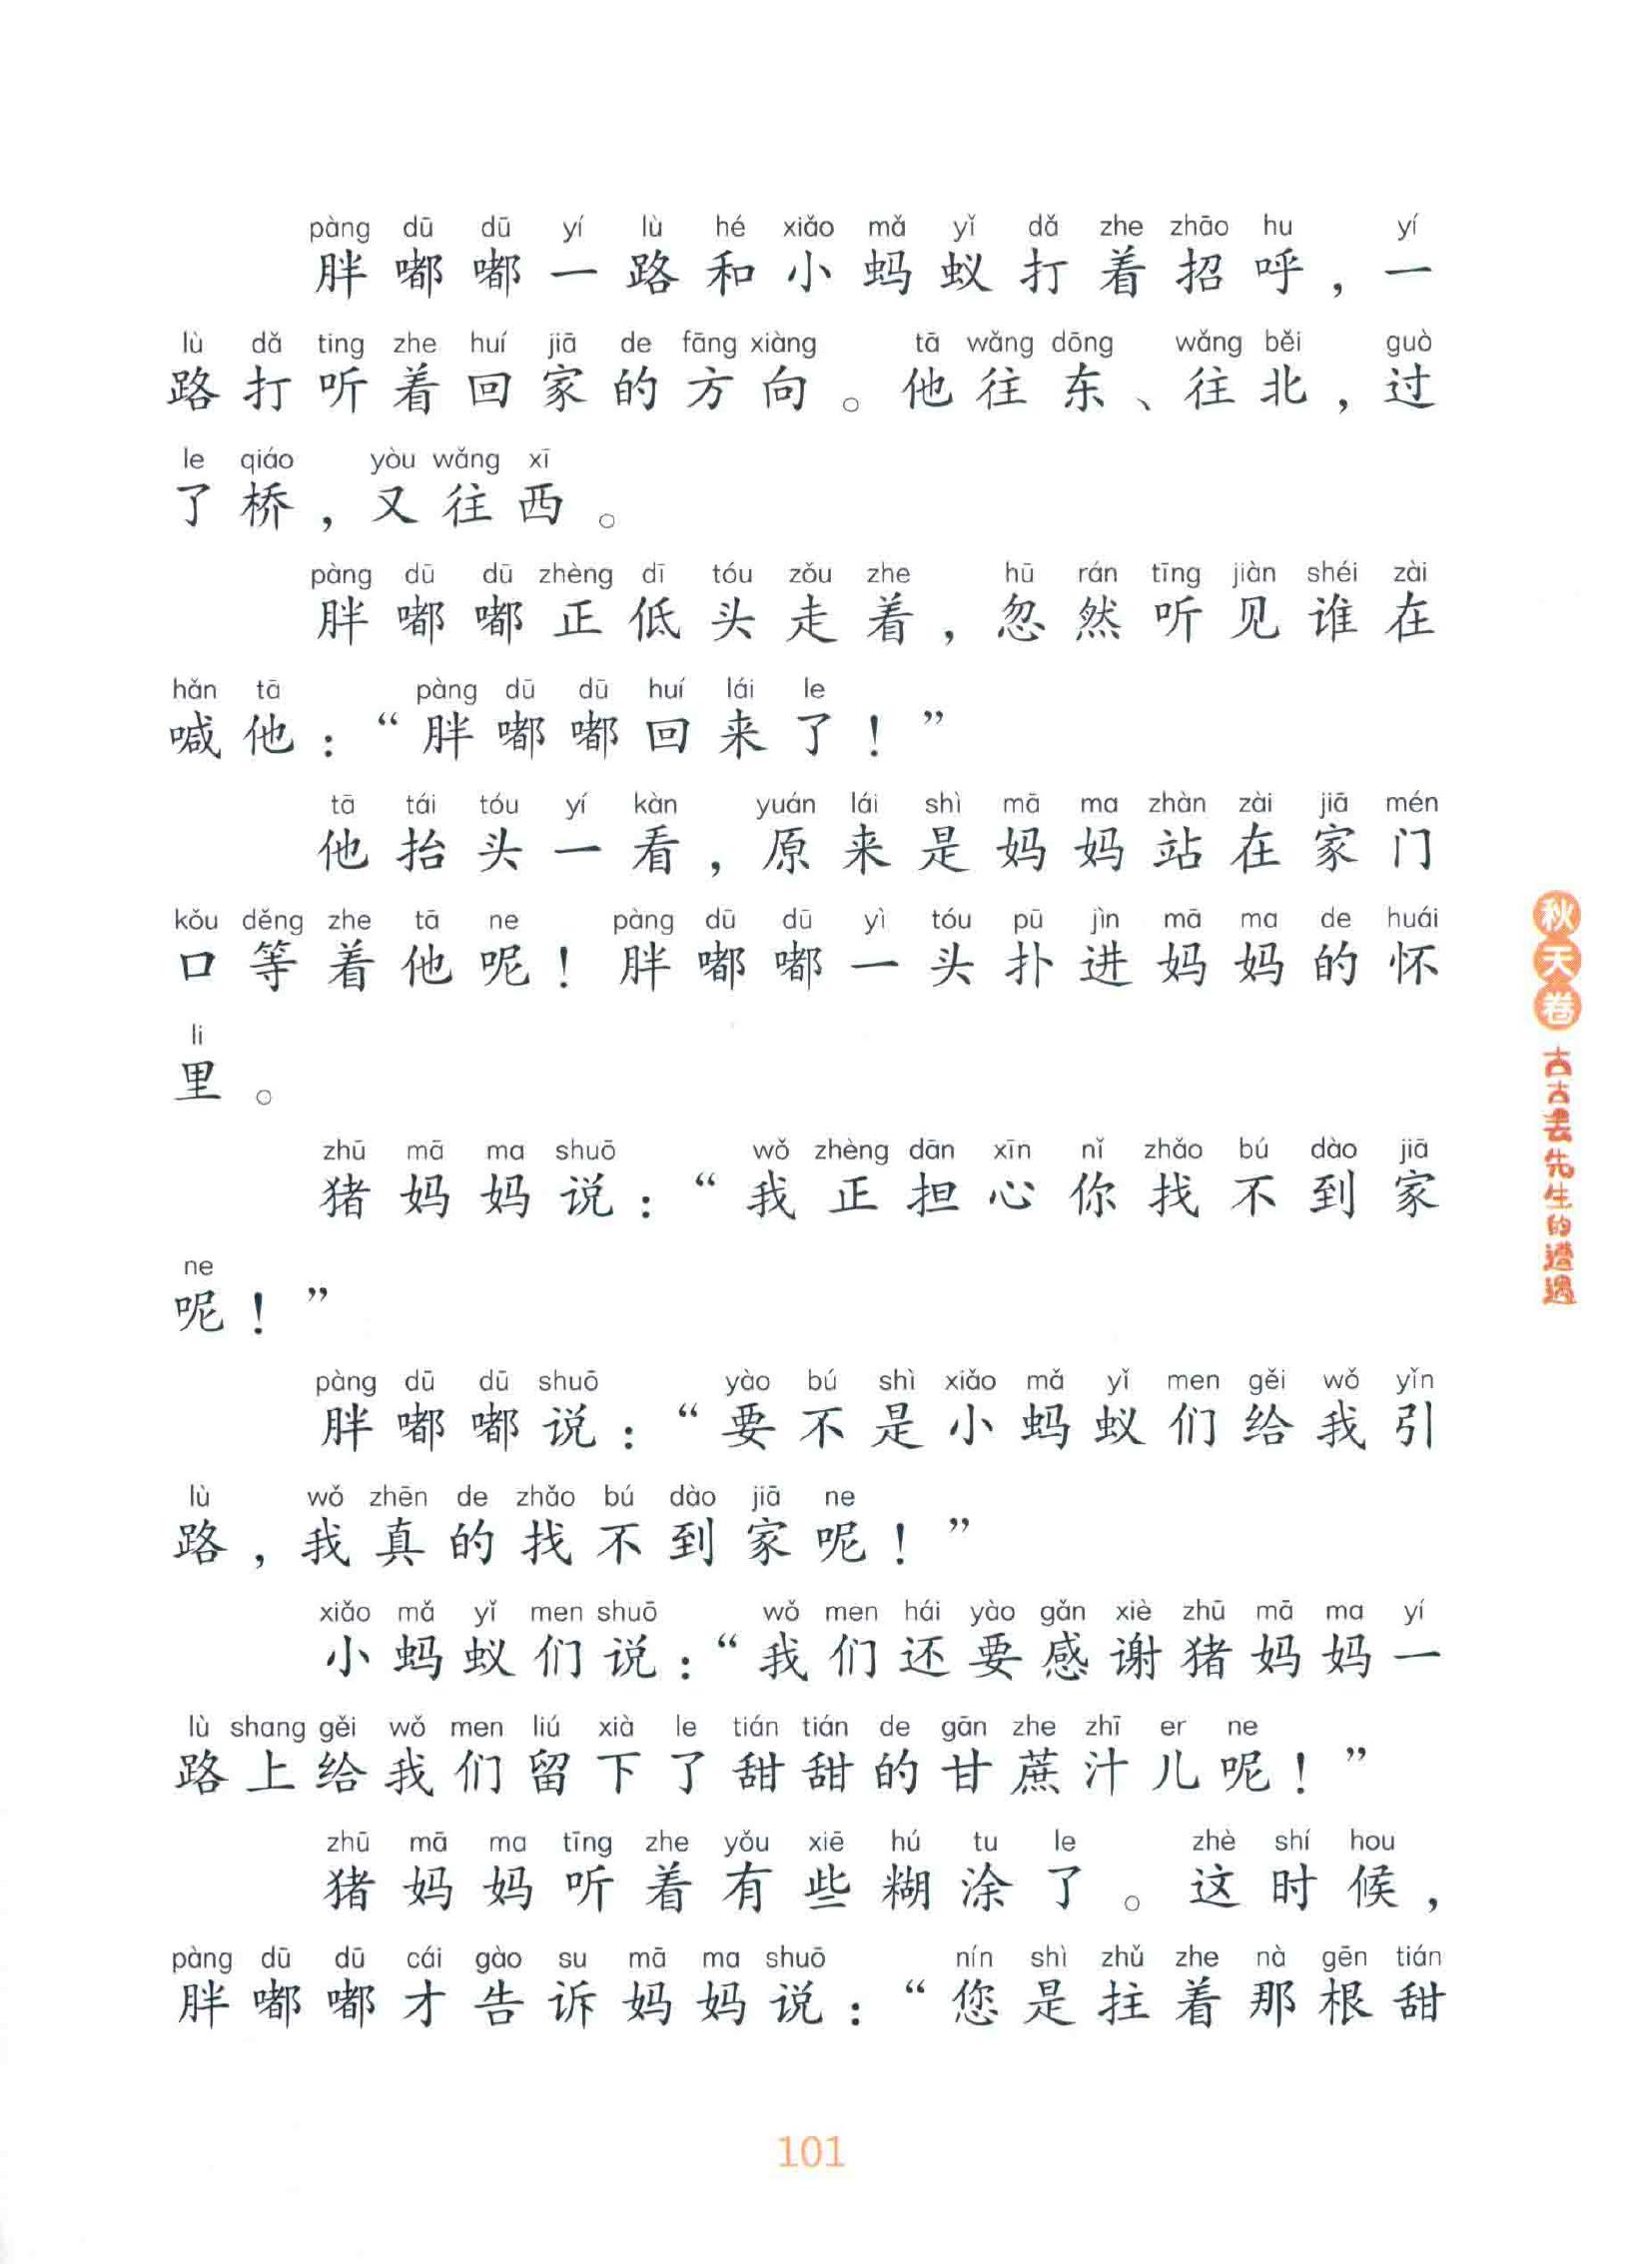 pàng dū dū yí lù hé xiǎo mǎ yǐ dǎ zhe zhāo hu yí
胖嘟嘟一路和小蚂蚁打着招呼，一
lù dǎ ting zhe huí jiā de fāng xiàng tā wǎng dōng wǎng běi guò
路打听着回家的方向。他往东、往北，过
le qiáo yòu wǎng xī
了桥，又往西。
pàng dū dū zhèng dī tóu zǒu zhe hū rán tīng jiàn shéi zài
胖嘟嘟正低头走着，忽然听见谁在
hǎn tā pàng dū dū huí lái le
喊他：“胖嘟嘟回来了！”
tā tái tóu yí kàn yuán lái shì mā ma zhàn zài jiā mén
他抬头一看，原来是妈妈站在家门
kǒu děng zhe tā ne pàng dū dū yì tóu pū jìn mā ma de huái
口等着他呢！胖嘟嘟一头扑进妈妈的怀
li
里。
zhū mā ma shuō wǒ zhèng dān xīn nǐ zhǎo bú dào jiā
猪妈妈说：“我正担心你找不到家
ne
呢！”
pàng dū dū shuō yào bú shì xiǎo mǎ yǐ men gěi wǒ yǐn
胖嘟嘟说：“要不是小蚂蚁们给我引
lù wǒ zhēn de zhǎo bú dào jiā ne
路，我真的找不到家呢！”
xiǎo mǎ yǐ men shuō wǒ men hái yào gǎn xiè zhū mā ma yí
小蚂蚁们说：“我们还要感谢猪妈妈一
lù shang gěi wǒ men liú xià le tián tián de gān zhe zhī er ne
路上给我们留下了甜甜的甘蔗汁儿呢！”
zhū mā ma tīng zhe yǒu xiē hú tu le zhè shí hou
猪妈妈听着有些糊涂了。这时候，
pàng dū dū cái gào su mā ma shuō nín shì zhǔ zhe nà gēn tián
胖嘟嘟才告诉妈妈说：“您是拄着那根甜
秋天卷 古古丢先生的遭遇
101